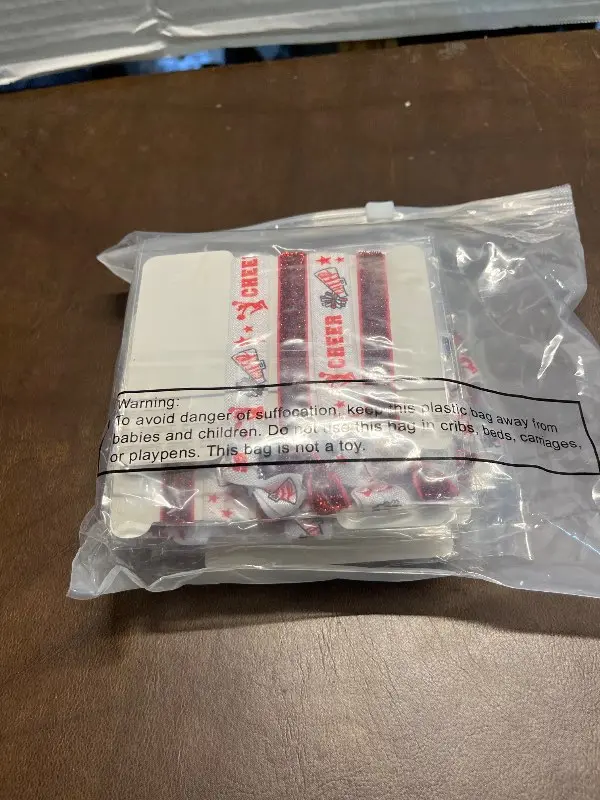 CHEER
CHEER
Warning:
To avoid danger of suffocation, keep this plastic bag away from
babies and children. Do not use this bag in cribs, beds, carriages,
or playpens. This bag is not a toy.